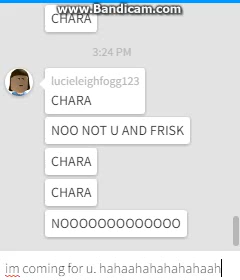 www.Bandicam.com
CHARA
3:24 PM
lucieleighfogg123
CHARA
NOO NOT U AND FRISK
CHARA
CHARA
NOOOOOOOOOOOOO
im coming for u. hahaahahahahahaah